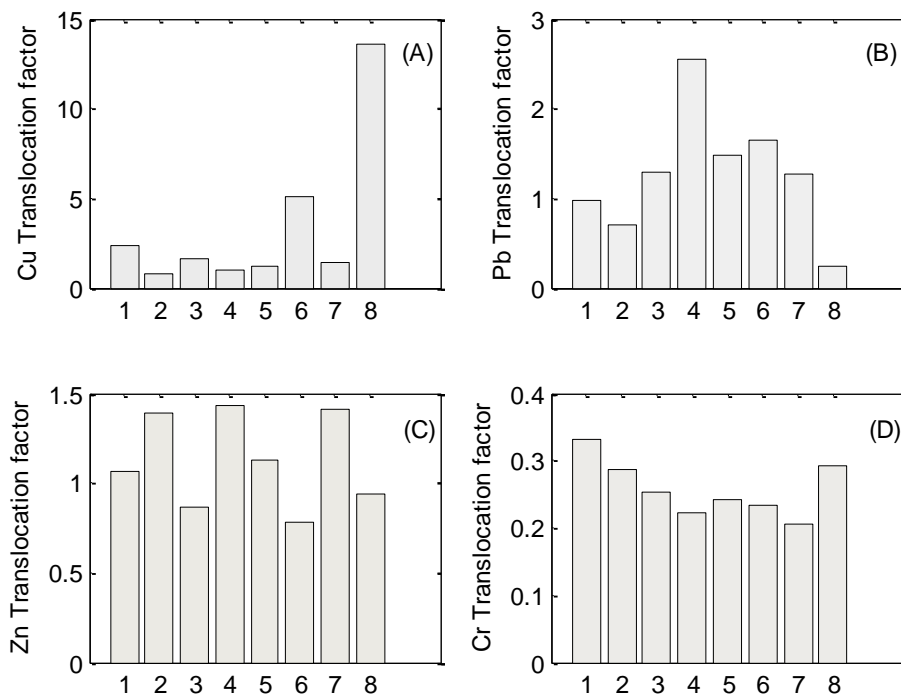 Cu Translocation factor
15
10
5
0
(A)
1 2 3 4 5 6 7 8
Pb Translocation factor
3
2
1
0
(B)
1 2 3 4 5 6 7 8
Zn Translocation factor
1.5
1
0.5
0
(C)
1 2 3 4 5 6 7 8
Cr Translocation factor
0.4
0.3
0.2
0.1
0
(D)
1 2 3 4 5 6 7 8